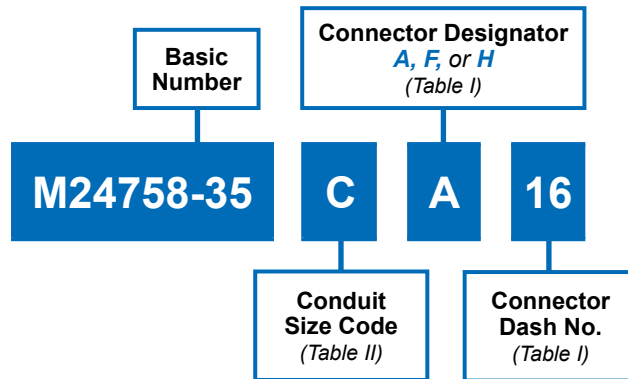 Basic
Number
Connector Designator
A, F, or H
(Table I)
M24758-35
C
A
16
Conduit
Size Code
(Table II)
Connector
Dash No.
(Table I)